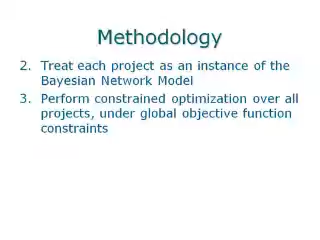 Methodology
2. Treat each project as an instance of the
Bayesian Network Model
3. Perform constrained optimization over all
projects, under global objective function
constraints